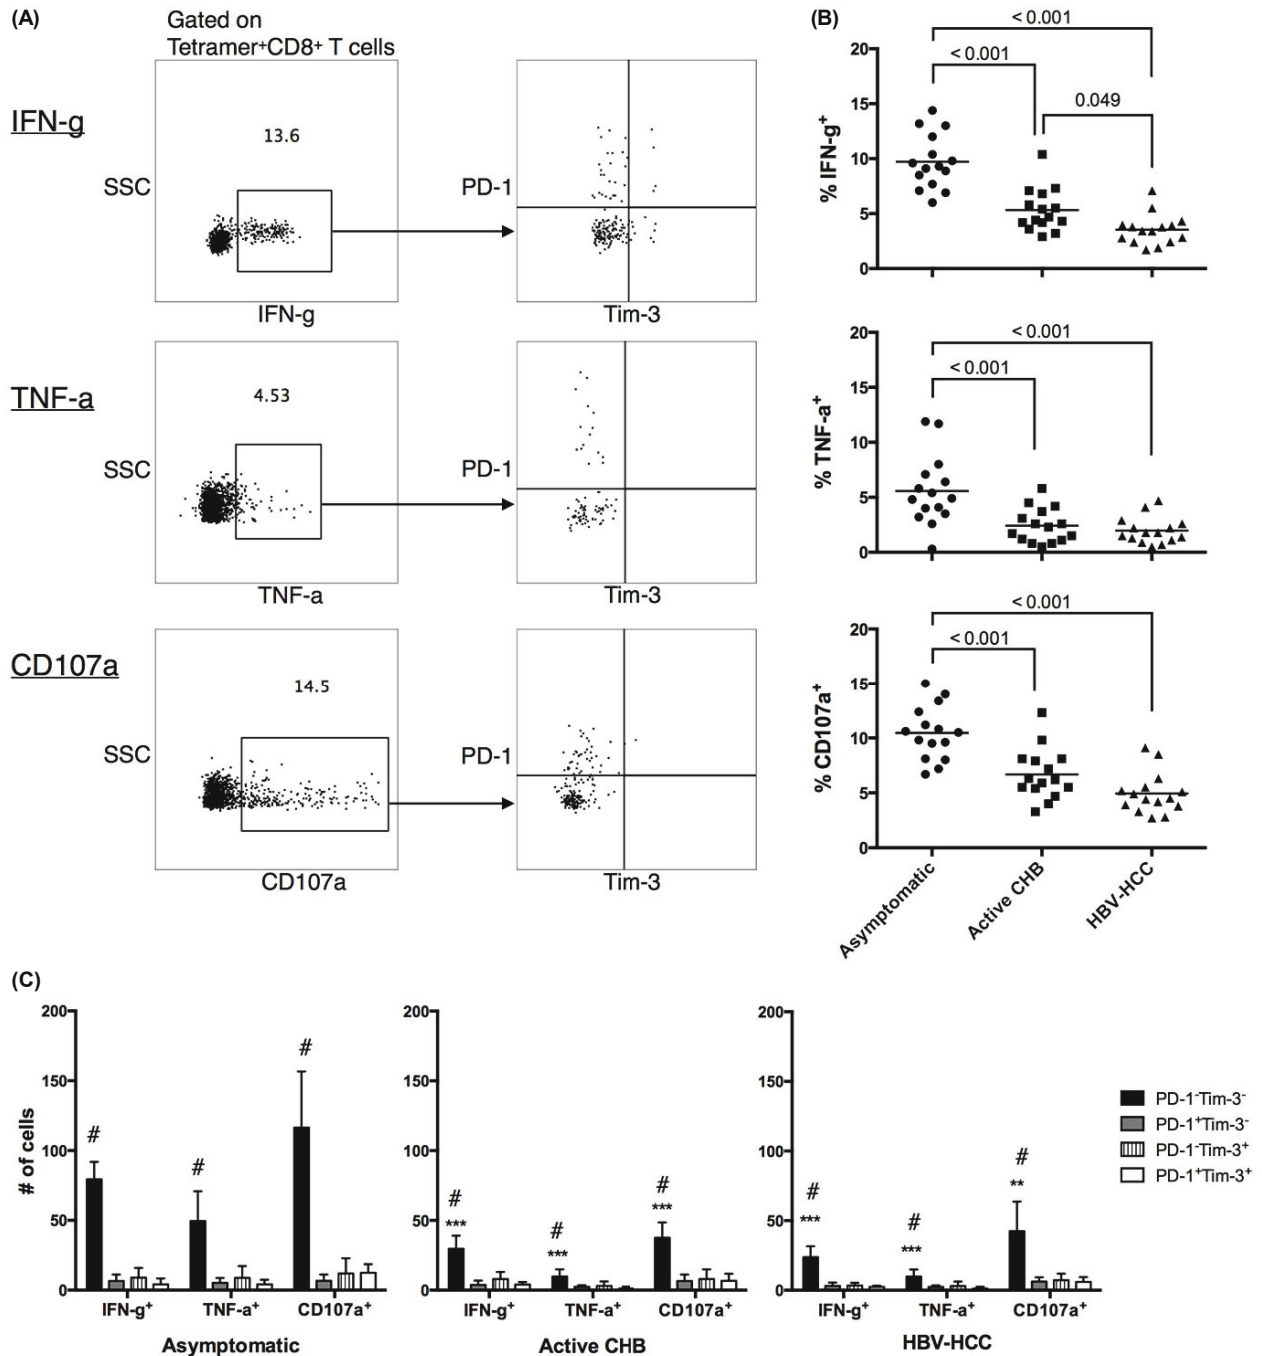 (A)
Gated on
Tetramer⁺CD8⁺ T cells
IFN-g
13.6
SSC
IFN-g
PD-1
Tim-3
TNF-a
4.53
SSC
TNF-a
PD-1
Tim-3
CD107a
14.5
SSC
CD107a
PD-1
Tim-3
(B)
< 0.001
< 0.001
0.049
% IFN-g⁺
20
15
10
5
0
< 0.001
< 0.001
% TNF-a⁺
20
15
10
5
0
< 0.001
< 0.001
% CD107a⁺
20
15
10
5
0
Asymptomatic
Active CHB
HBV-HCC
(C)
# of cells
200
150
100
50
0
#
#
#
IFN-g⁺ TNF-a⁺ CD107a⁺
Asymptomatic
200
150
100
50
0
#
***
#
***
#
***
IFN-g⁺ TNF-a⁺ CD107a⁺
Active CHB
200
150
100
50
0
#
***
#
***
#
**
IFN-g⁺ TNF-a⁺ CD107a⁺
HBV-HCC
PD-1⁻Tim-3⁻
PD-1⁺Tim-3⁻
PD-1⁻Tim-3⁺
PD-1⁺Tim-3⁺